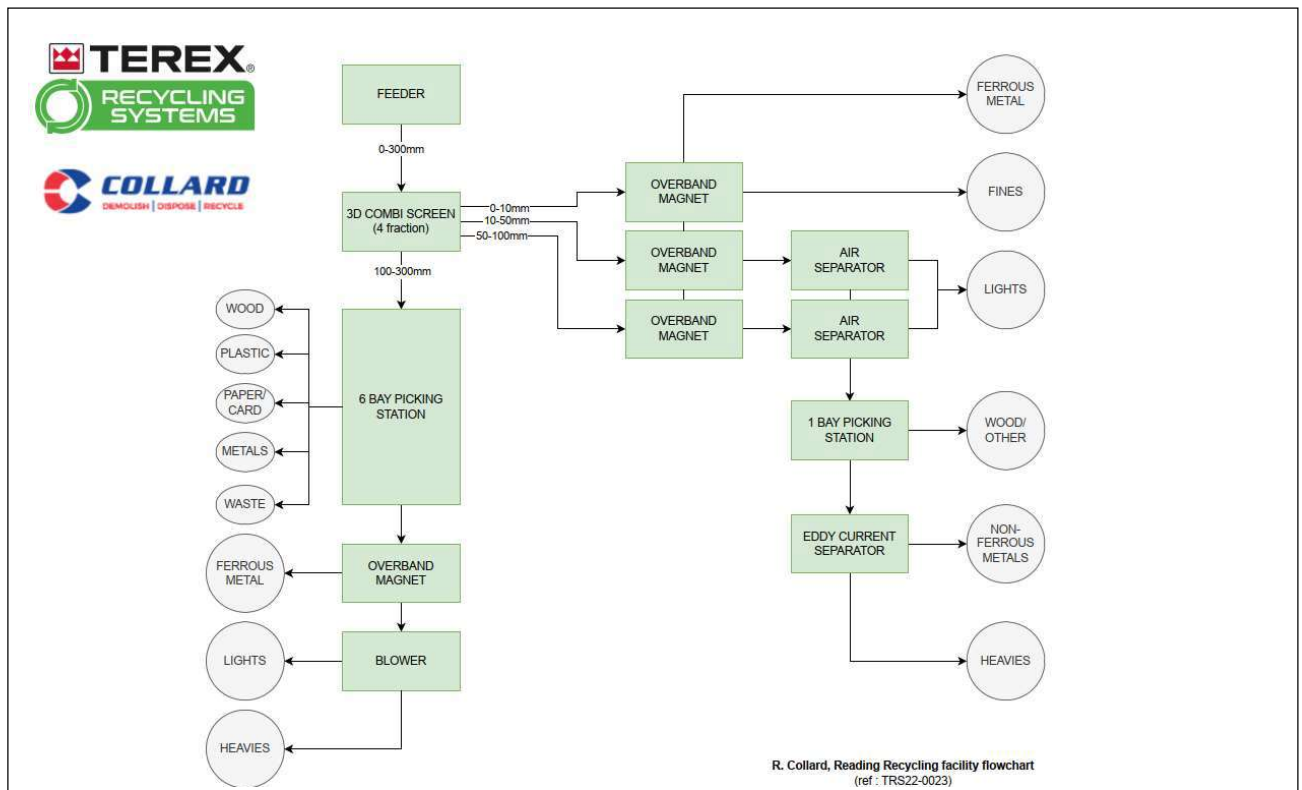 TEREX®
RECYCLING
SYSTEMS
COLLARD
DEMOLISH | DISPOSE | RECYCLE
FEEDER
0-300mm
3D COMBI SCREEN
(4 fraction)
0-10mm
10-50mm
50-100mm
100-300mm
OVERBAND
MAGNET
FERROUS
METAL
FINES
OVERBAND
MAGNET
AIR
SEPARATOR
LIGHTS
OVERBAND
MAGNET
AIR
SEPARATOR
WOOD
PLASTIC
PAPER/
CARD
METALS
WASTE
6 BAY PICKING
STATION
1 BAY PICKING
STATION
WOOD/
OTHER
EDDY CURRENT
SEPARATOR
NON-
FERROUS
METALS
FERROUS
METAL
OVERBAND
MAGNET
LIGHTS
BLOWER
HEAVIES
HEAVIES
R. Collard, Reading Recycling facility flowchart
(ref : TRS22-0023)